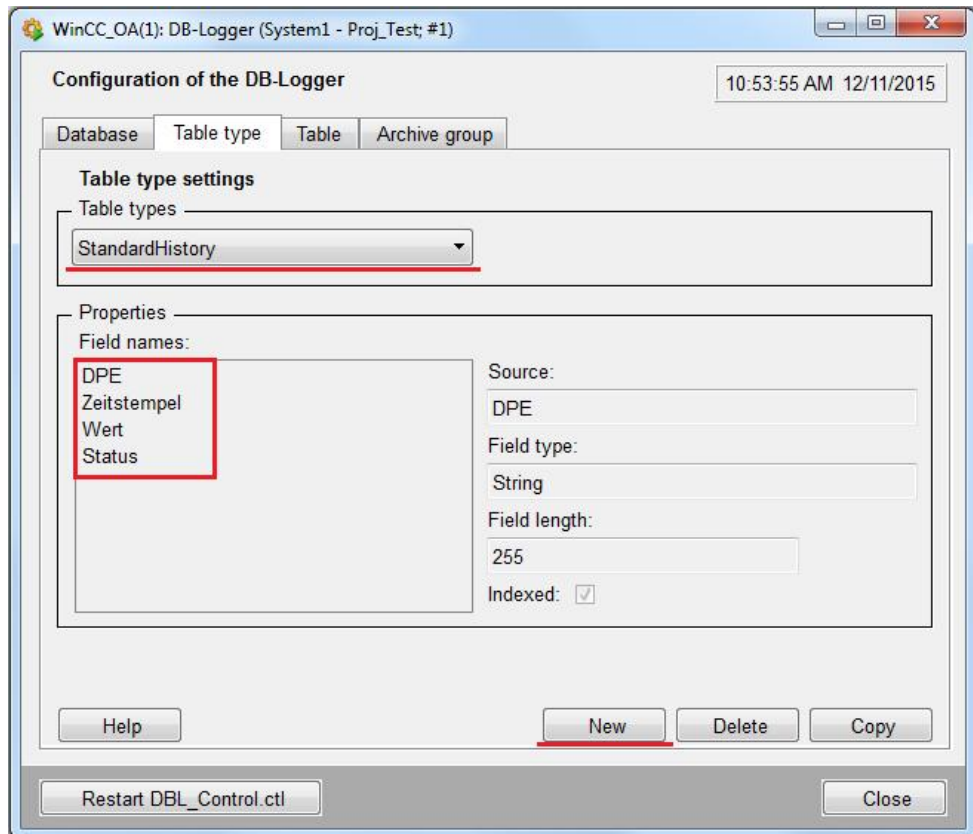 WinCC_OA(1): DB-Logger (System1 - Proj_Test; #1)
Configuration of the DB-Logger
10:53:55 AM 12/11/2015
Database Table type Table Archive group
Table type settings
Table types
StandardHistory
Properties
Field names:
DPE
Zeitstempel
Wert
Status
Source:
DPE
Field type:
String
Field length:
255
Indexed:
Help New Delete Copy
Restart DBL_Control.ctl Close